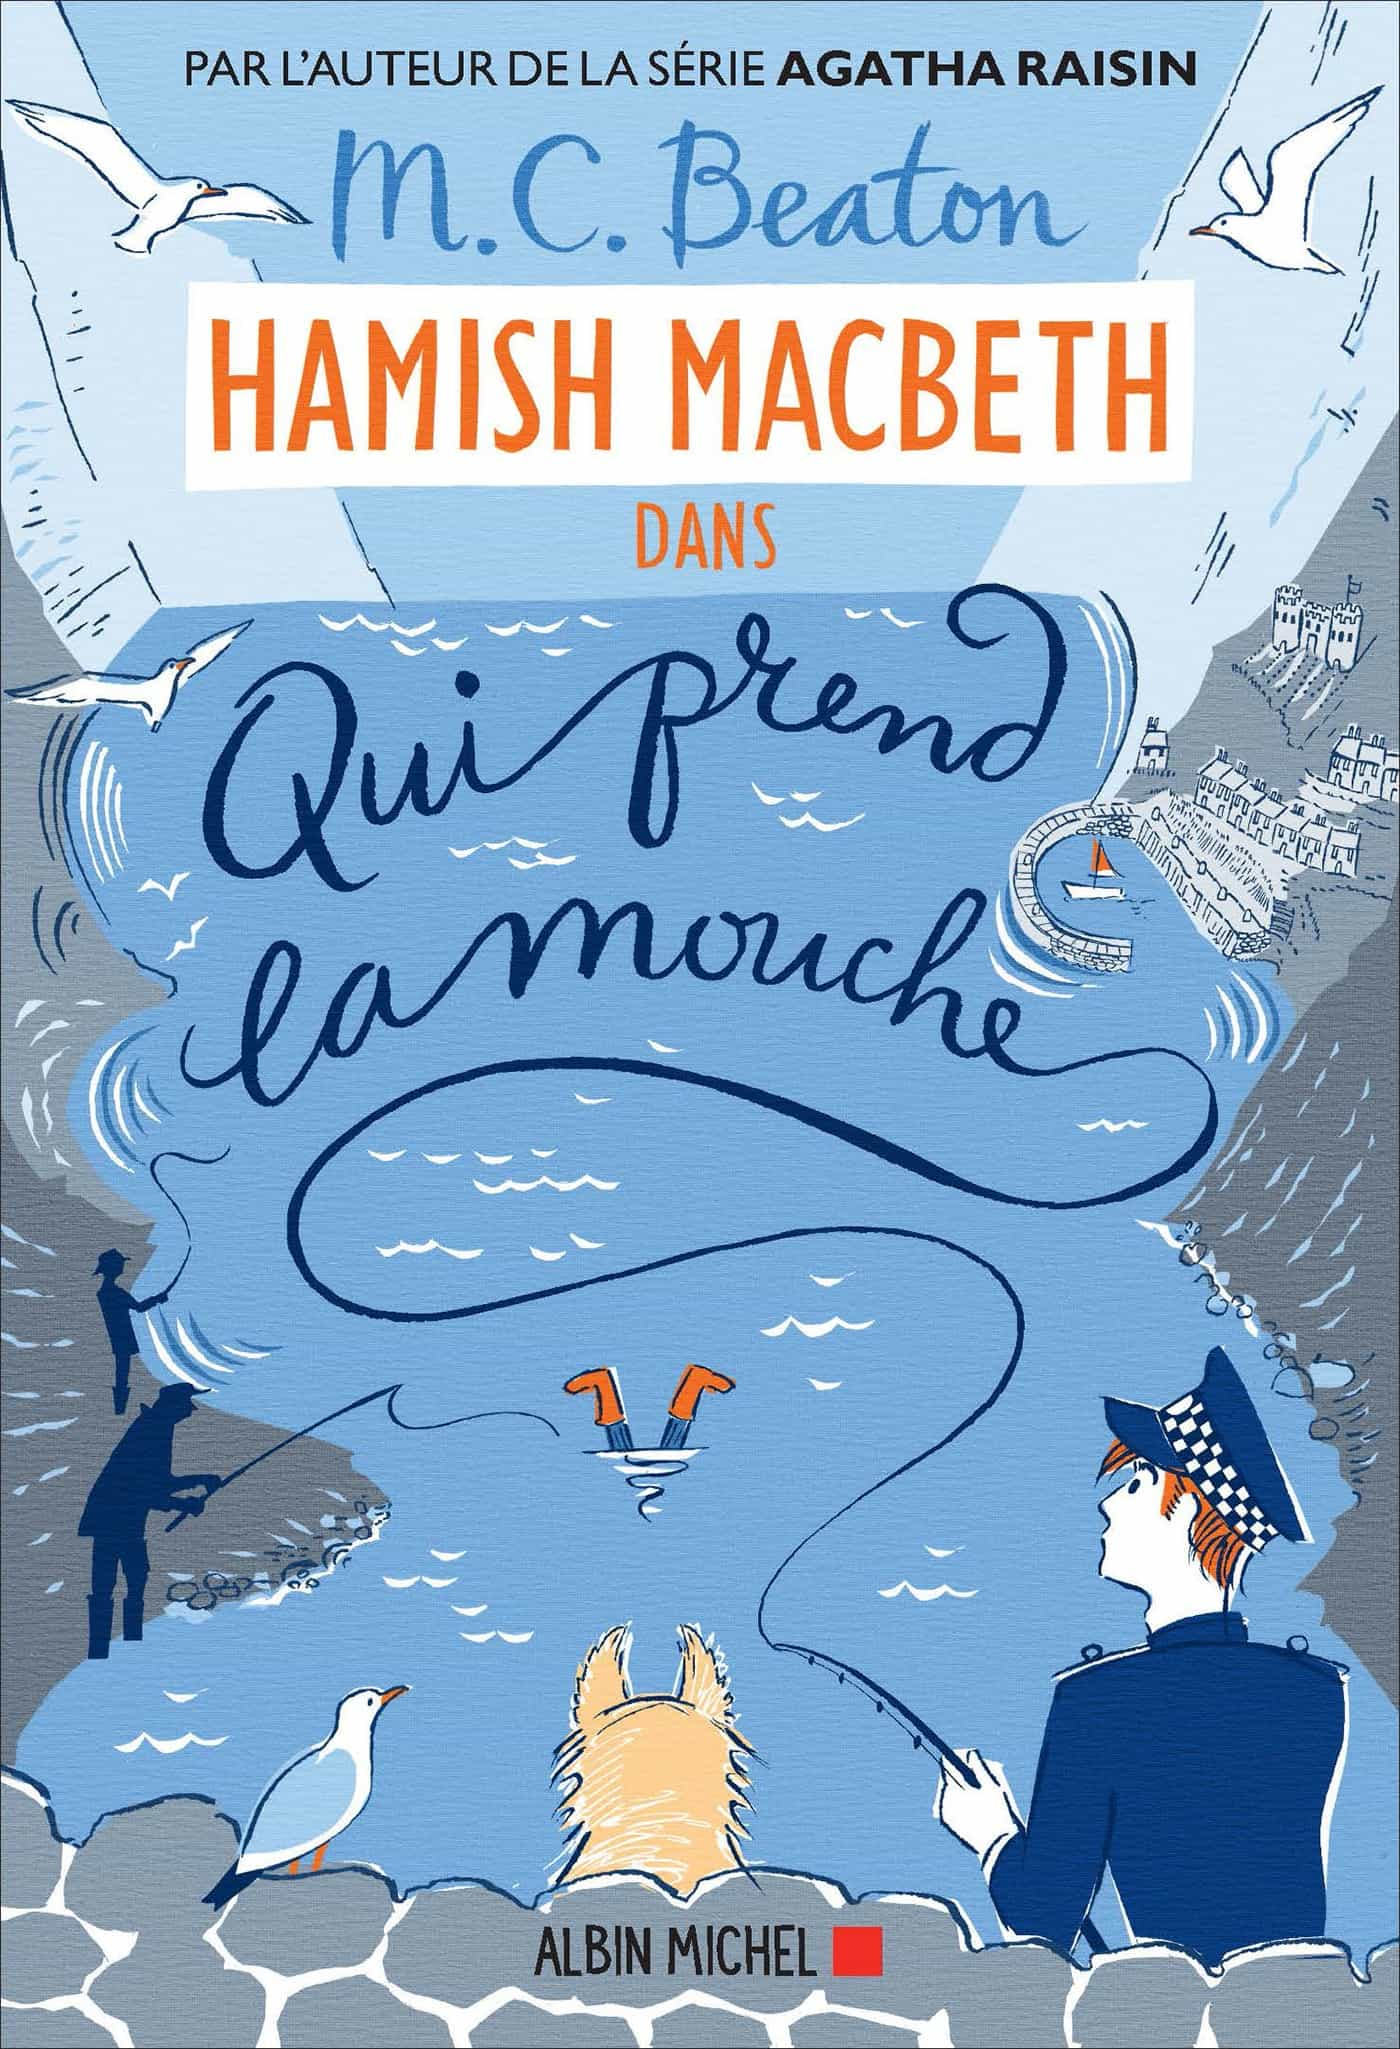 PAR L'AUTEUR DE LA SÉRIE AGATHA RAISIN
M.C. Beaton
HAMISH MACBETH
DANS
Qui prend
la mouche
ALBIN MICHEL